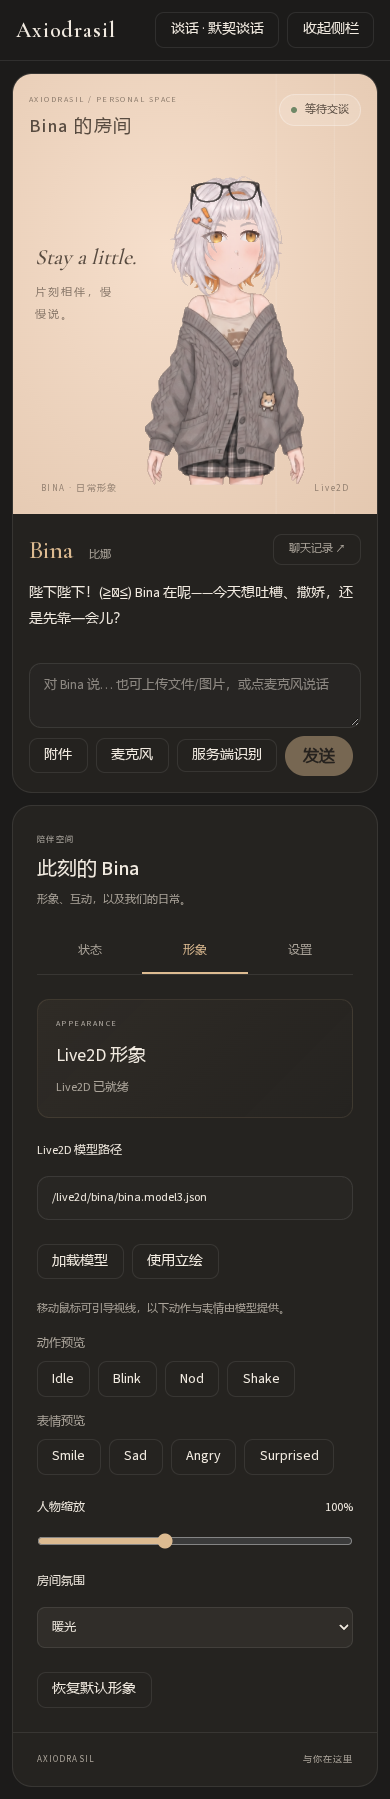 Axiodrasil
谈话 · 默契谈话
收起侧栏
AXIODRASIL / PERSONAL SPACE
Bina 的房间
等待交谈
Stay a little.
片刻相伴，慢
慢说。
BINA · 日常形象
Live2D
Bina 比娜
聊天记录 ↗
陛下陛下！(≥▽≤) Bina 在呢——今天想吐槽、撒娇，还
是先靠一会儿？
对 Bina 说… 也可上传文件/图片，或点麦克风说话
附件
麦克风
服务端识别
发送
陪伴空间
此刻的 Bina
形象、互动，以及我们的日常。
状态
形象
设置
APPEARANCE
Live2D 形象
Live2D 已就绪
Live2D 模型路径
/live2d/bina/bina.model3.json
加载模型
使用立绘
移动鼠标可引导视线，以下动作与表情由模型提供。
动作预览
Idle
Blink
Nod
Shake
表情预览
Smile
Sad
Angry
Surprised
人物缩放
100%
房间氛围
暖光
恢复默认形象
AXIODRASIL
与你在这里